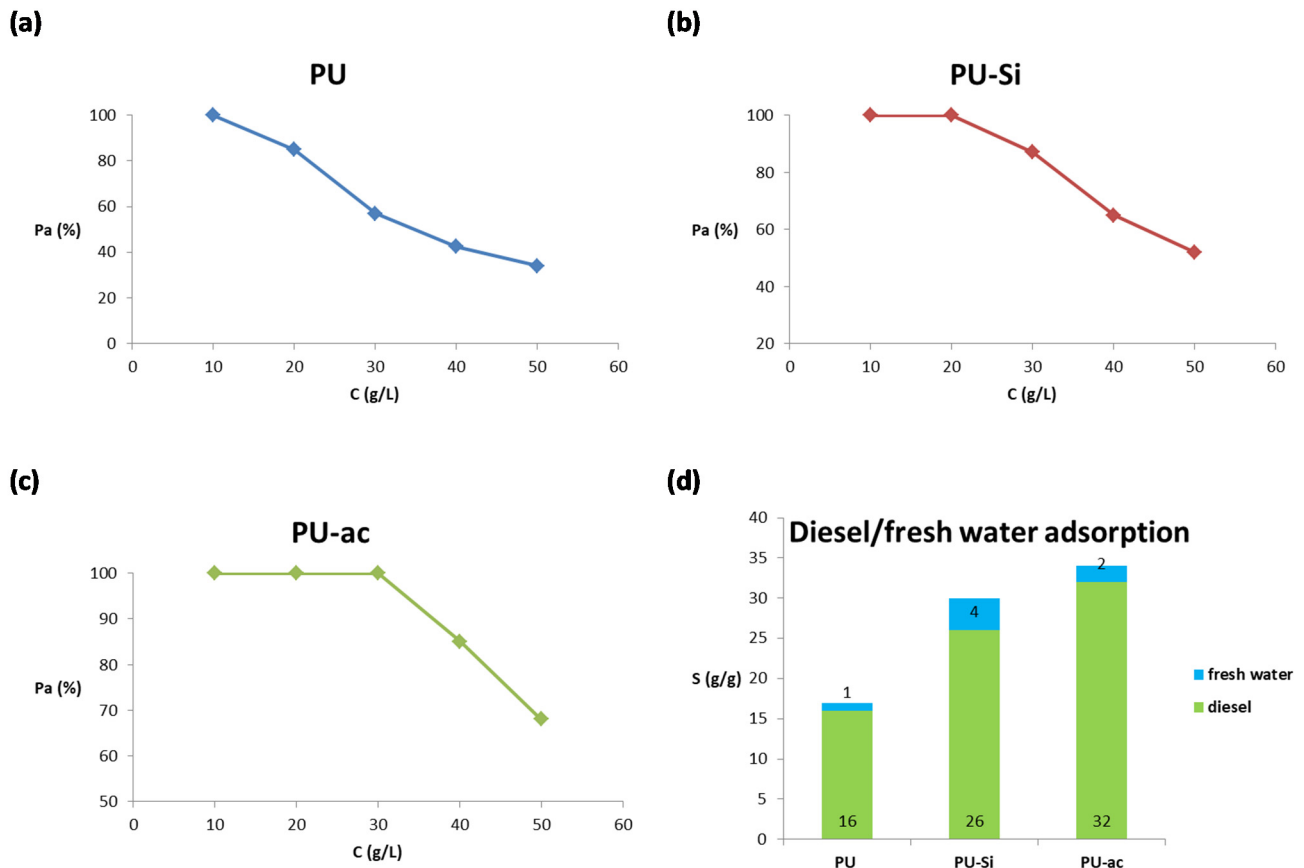 (a)
PU
100
80
60
40
20
0
Pa (%)
0 10 20 30 40 50 60
C (g/L)
(b)
PU-Si
100
80
60
40
20
Pa (%)
0 10 20 30 40 50 60
C (g/L)
(c)
PU-ac
100
90
80
70
60
50
Pa (%)
0 10 20 30 40 50 60
C (g/L)
(d)
Diesel/fresh water adsorption
40
35
30
25
20
15
10
5
0
S (g/g)
1
4
2
16 26 32
PU PU-Si PU-ac
fresh water
diesel